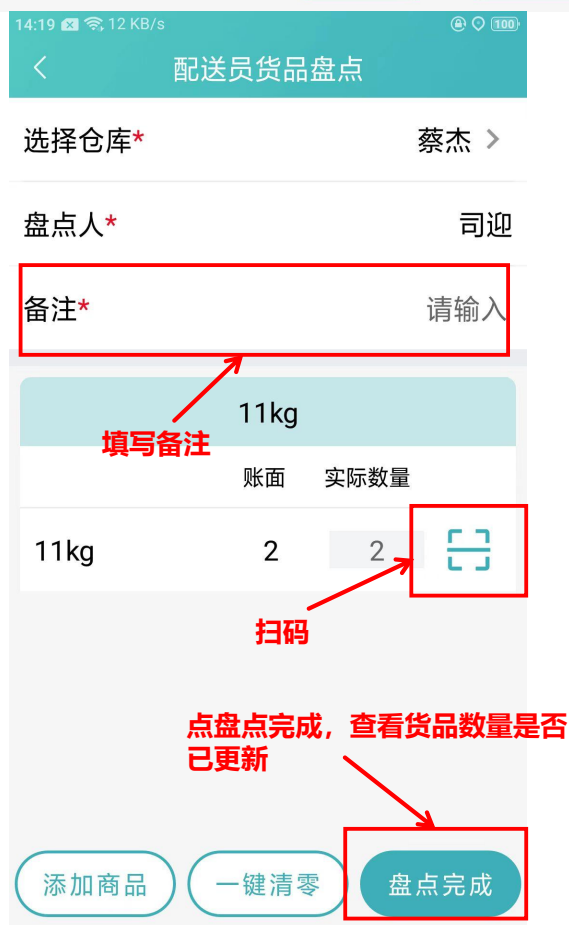 14:19 12 KB/s 100
配送员货品盘点
选择仓库* 蔡杰
盘点人* 司迎
备注* 请输入
11kg
填写备注
账面 实际数量
11kg 2 2
扫码
点盘点完成，查看货品数量是否
已更新
添加商品 一键清零 盘点完成